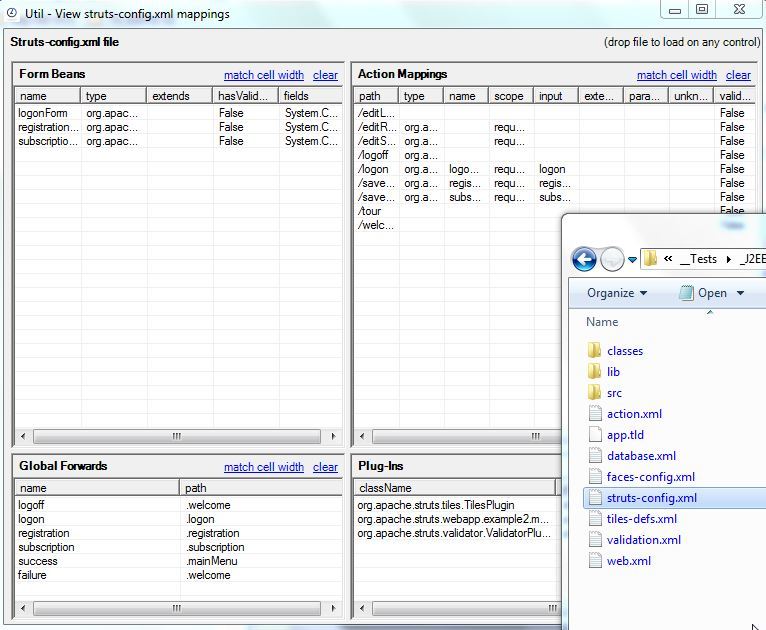 Util - View struts-config.xml mappings
Struts-config.xml file
(drop file to load on any control)
Form Beans match cell width clear
name type extends hasValid... fields
logonForm org.apac... False System.C...
registration... org.apac... False System.C...
subscriptio... org.apac... False System.C...
Action Mappings match cell width clear
path type name scope input exte... para... unkn... valid...
/editL... False
/editR... org.a... requ... False
/editS... org.a... requ... False
/logoff org.a... False
/logon org.a... logo... requ... logon False
/save... org.a... regis... requ... regis... False
/save... org.a... subs... requ... subs... False
/tour False
/welc...
Global Forwards match cell width clear
name path
logoff .welcome
logon .logon
registration .registration
subscription .subscription
success .mainMenu
failure .welcome
Plug-Ins
className
org.apache.struts.tiles.TilesPlugin
org.apache.struts.webapp.example2.m...
org.apache.struts.validator.ValidatorPlu...
« __Tests _J2EE
Organize Open
Name
classes
lib
src
action.xml
app.tld
database.xml
faces-config.xml
struts-config.xml
tiles-defs.xml
validation.xml
web.xml